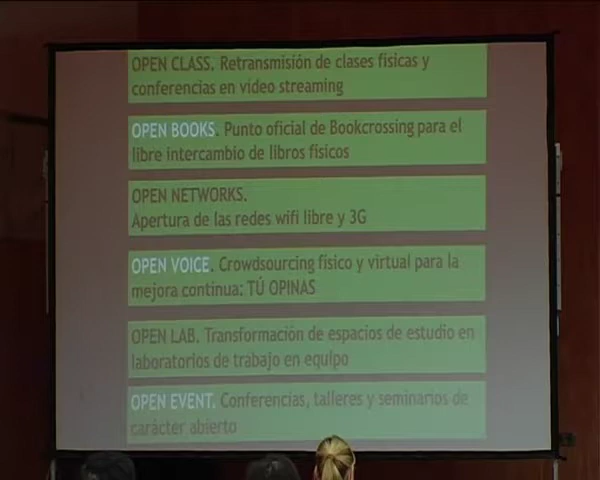 OPEN CLASS. Retransmisión de clases físicas y
conferencias en vídeo streaming
OPEN BOOKS. Punto oficial de Bookcrossing para el
libre intercambio de libros físicos
OPEN NETWORKS.
Apertura de las redes wifi libre y 3G
OPEN VOICE. Crowdsourcing físico y virtual para la
mejora continua: TÚ OPINAS
OPEN LAB. Transformación de espacios de estudio en
laboratorios de trabajo en equipo
OPEN EVENT. Conferencias, talleres y seminarios de
carácter abierto